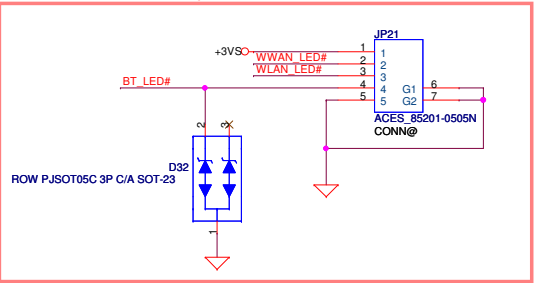 JP21
+3VS
1 1
WWAN_LED#
2 2
WLAN_LED#
3 3
BT_LED#
4 4 G1 6
5 5 G2 7
ACES_85201-0505N
CONN@
2 3
D32
ROW PJSOT05C 3P C/A SOT-23
1